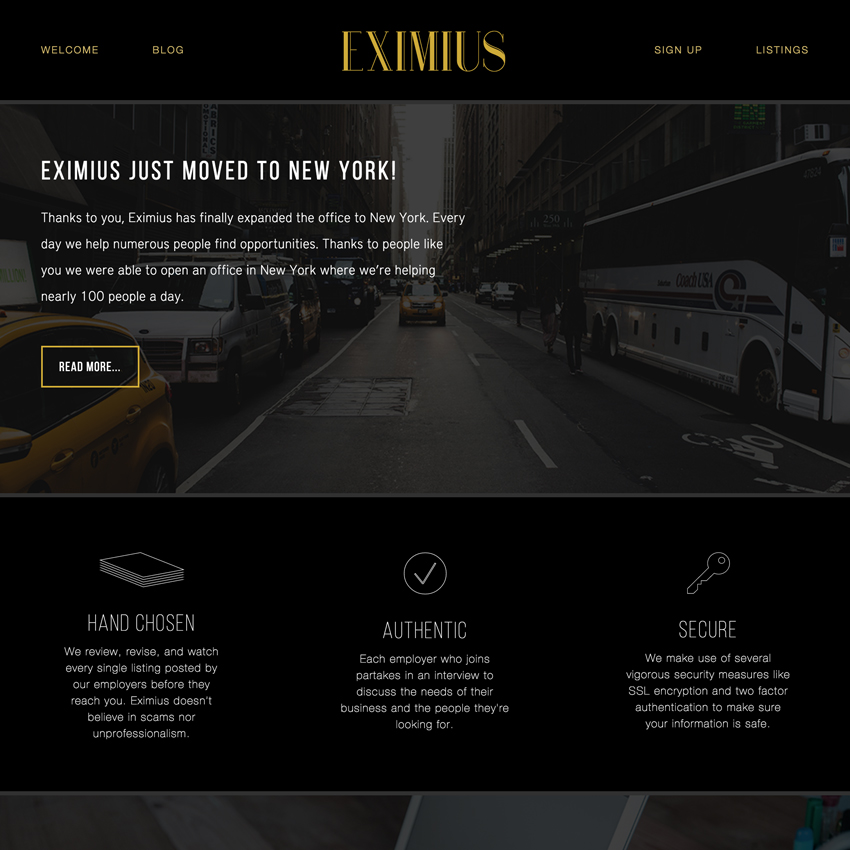 WELCOME
BLOG
EXIMIUS
SIGN UP
LISTINGS
EXIMIUS JUST MOVED TO NEW YORK!
Thanks to you, Eximius has finally expanded the office to New York. Every
day we help numerous people find opportunities. Thanks to people like
you we were able to open an office in New York where we're helping
nearly 100 people a day.
READ MORE...
250
Coach USA
HAND CHOSEN
We review, revise, and watch
every single listing posted by
our employers before they
reach you. Eximius doesn't
believe in scams nor
unprofessionalism.
AUTHENTIC
Each employer who joins
partakes in an interview to
discuss the needs of their
business and the people they're
looking for.
SECURE
We make use of several
vigorous security measures like
SSL encryption and two factor
authentication to make sure
your information is safe.